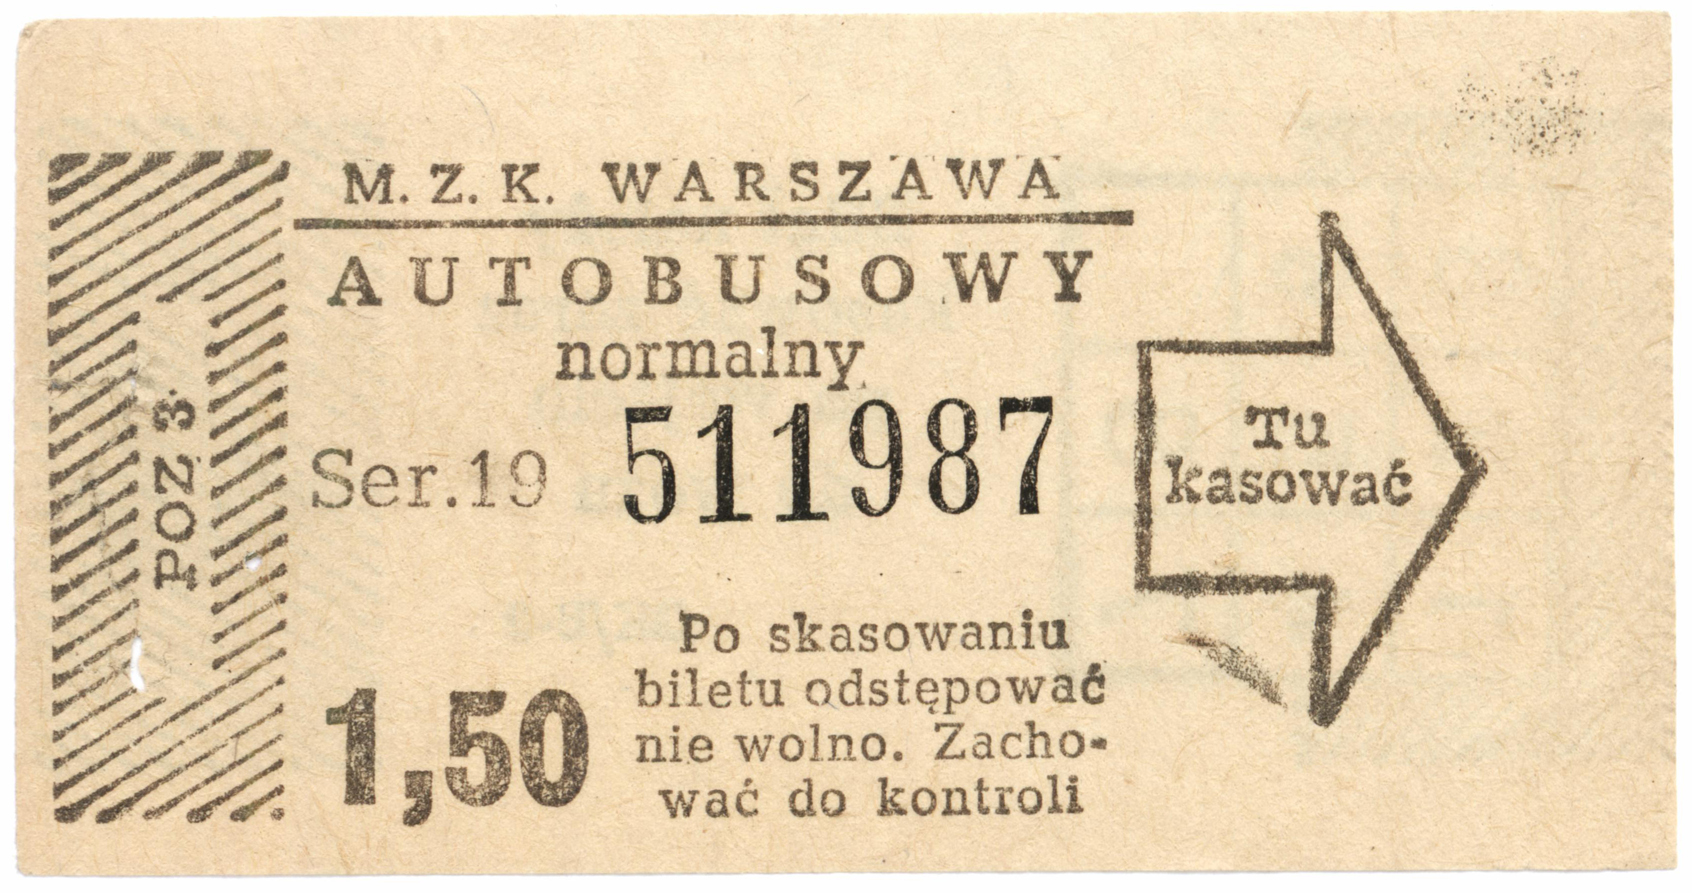 M. Z. K. WARSZAWA
AUTOBUSOWY
normalny
Ser.19 511987
POZ 3
Tu
kasować
1,50
Po skasowaniu
biletu odstępować
nie wolno. Zacho-
wać do kontroli